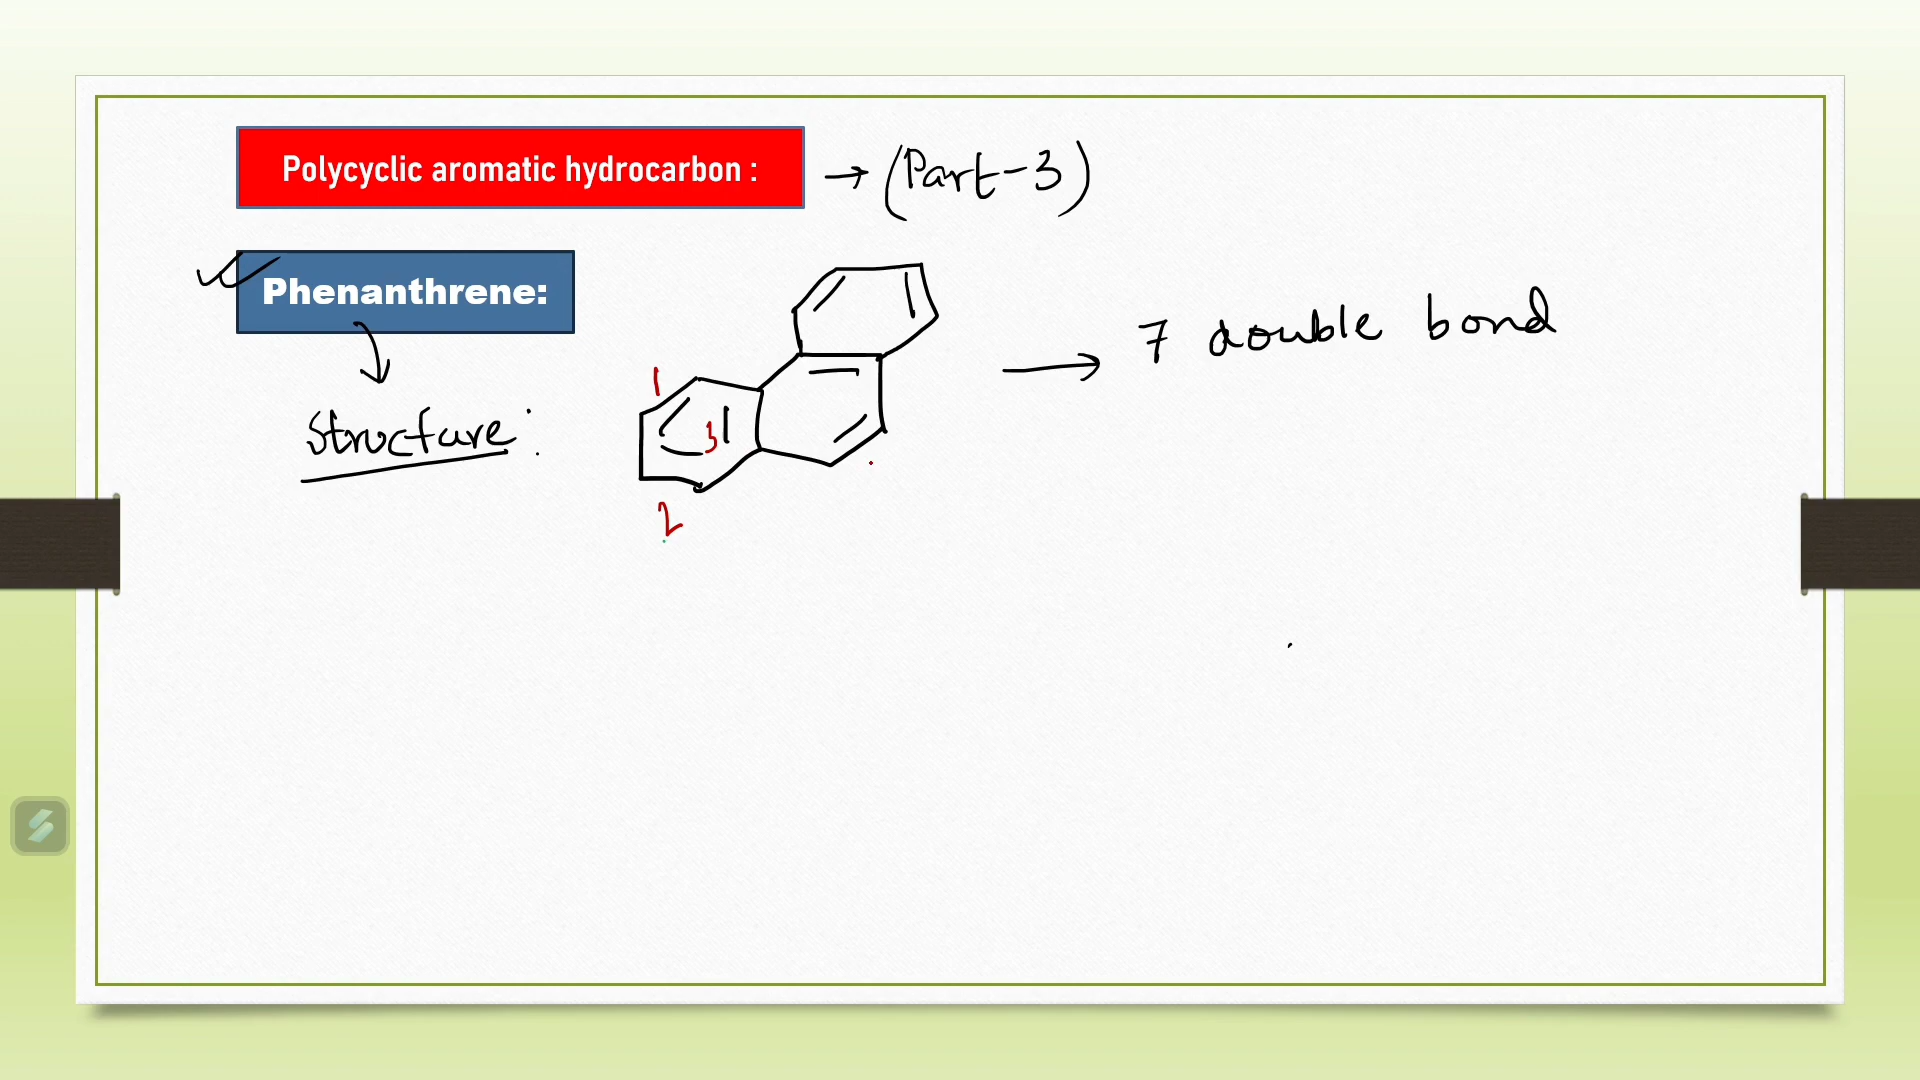 Polycyclic aromatic hydrocarbon : → (Part-3)
Phenanthrene:
→ 7 double bond
Structure :
1
3
2